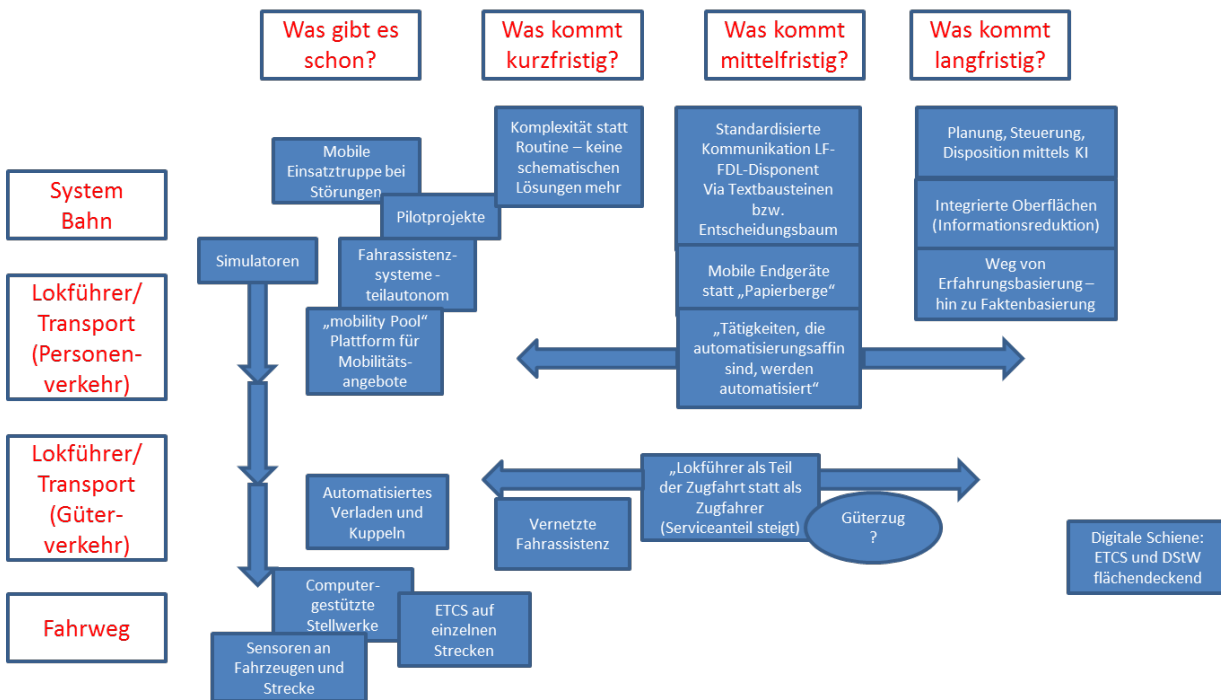 Was gibt es
schon?
Was kommt
kurzfristig?
Was kommt
mittelfristig?
Was kommt
langfristig?
System
Bahn
Mobile
Einsatztruppe bei
Störungen
Pilotprojekte
Komplexität statt
Routine – keine
schematischen
Lösungen mehr
Standardisierte
Kommunikation LF-
FDL-Disponent
Via Textbausteinen
bzw.
Entscheidungsbaum
Planung, Steuerung,
Disposition mittels KI
Integrierte Oberflächen
(Informationsreduktion)
Simulatoren
Fahrassistenz-
systeme -
teilautonom
Mobile Endgeräte
statt „Papierberge“
Weg von
Erfahrungsbasierung –
hin zu Faktenbasierung
Lokführer/
Transport
(Personen-
verkehr)
„mobility Pool“
Plattform für
Mobilitäts-
angebote
„Tätigkeiten, die
automatisierungsaffin
sind, werden
automatisiert“
Lokführer/
Transport
(Güter-
verkehr)
Automatisiertes
Verladen und
Kuppeln
Vernetzte
Fahrassistenz
„Lokführer als Teil
der Zugfahrt statt als
Zugfahrer
(Serviceanteil steigt)
Güterzug
?
Digitale Schiene:
ETCS und DStW
flächendeckend
Fahrweg
Computer-
gestützte
Stellwerke
ETCS auf
einzelnen
Strecken
Sensoren an
Fahrzeugen und
Strecke